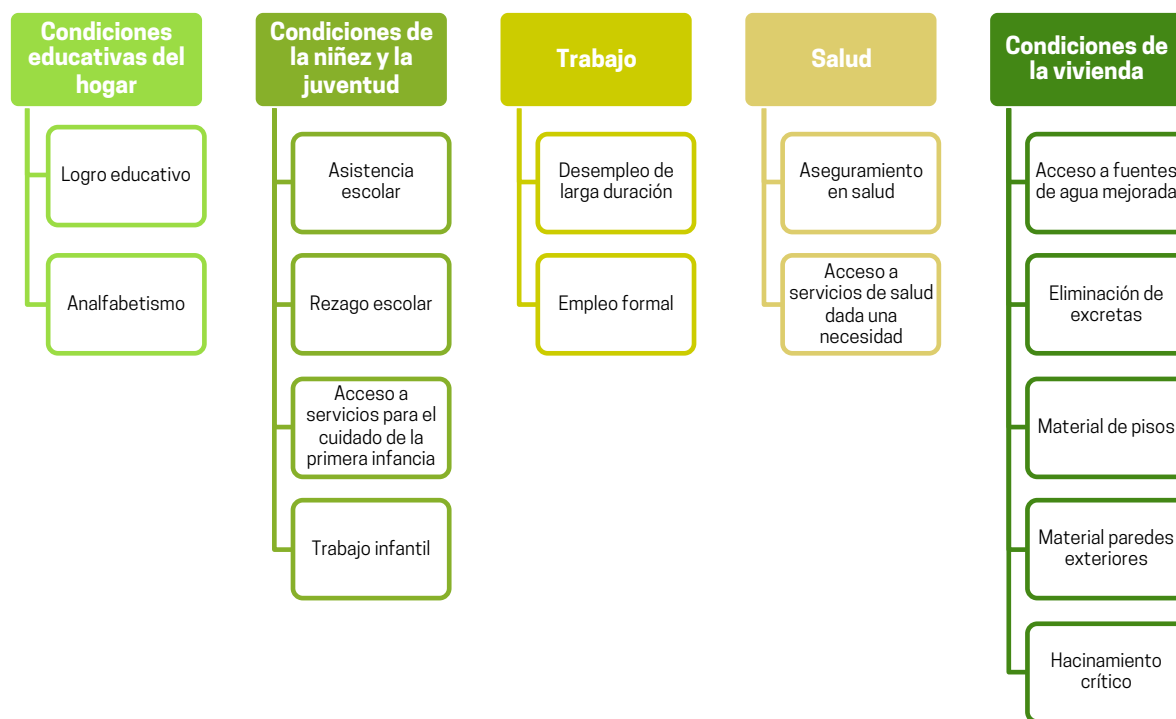 Condiciones
educativas del
hogar
Logro educativo
Analfabetismo
Condiciones de
la niñez y la
juventud
Asistencia
escolar
Rezago escolar
Acceso a
servicios para el
cuidado de la
primera infancia
Trabajo infantil
Trabajo
Desempleo de
larga duración
Empleo formal
Salud
Aseguramiento
en salud
Acceso a
servicios de salud
dada una
necesidad
Condiciones de
la vivienda
Acceso a fuentes
de agua mejorada
Eliminación de
excretas
Material de pisos
Material paredes
exteriores
Hacinamiento
crítico